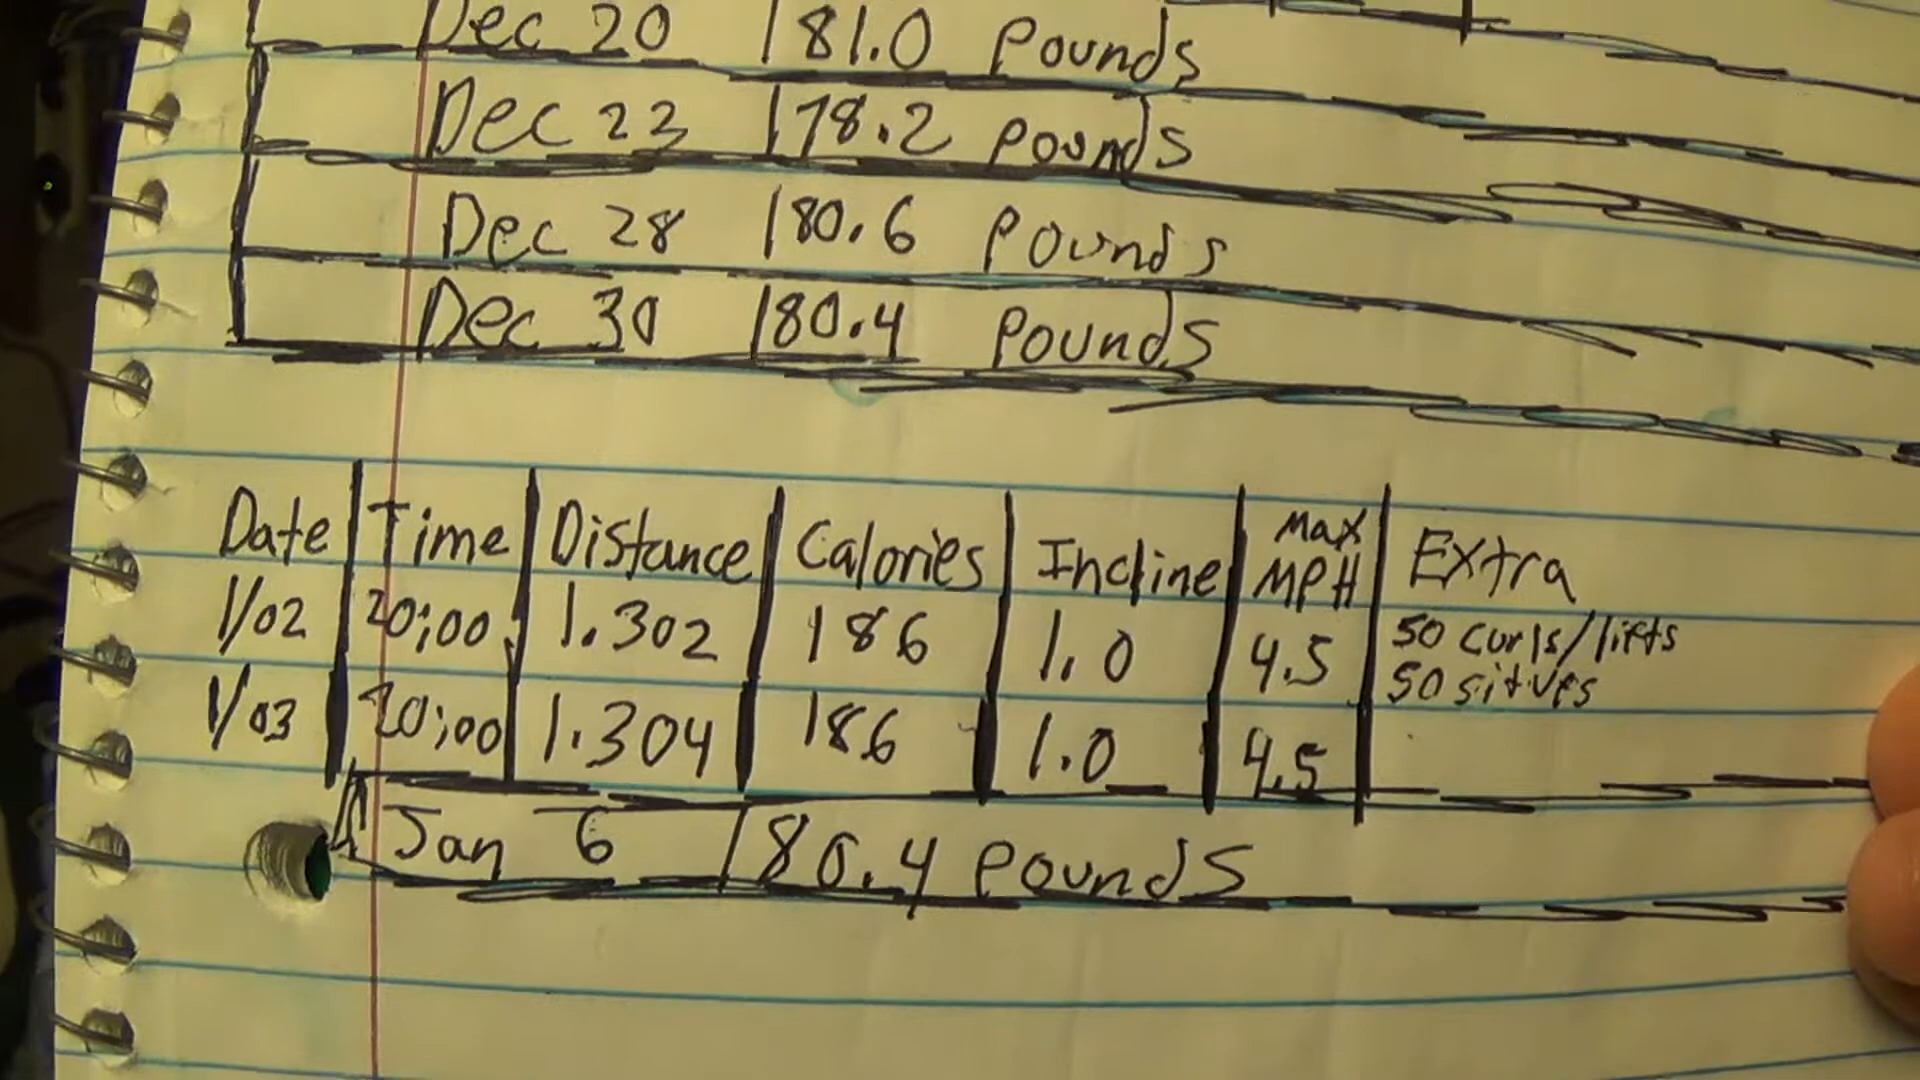 Dec 20 181.0 Pounds
Dec 23 178.2 Pounds
Dec 28 180.6 Pounds
Dec 30 180.4 Pounds
Date Time Distance Calories Incline Max MPH Extra
1/02 20:00 1.302 186 1.0 4.5 50 curls/lifts
50 situps
1/03 20:00 1.304 186 1.0 4.5
Jan 6 180.4 Pounds